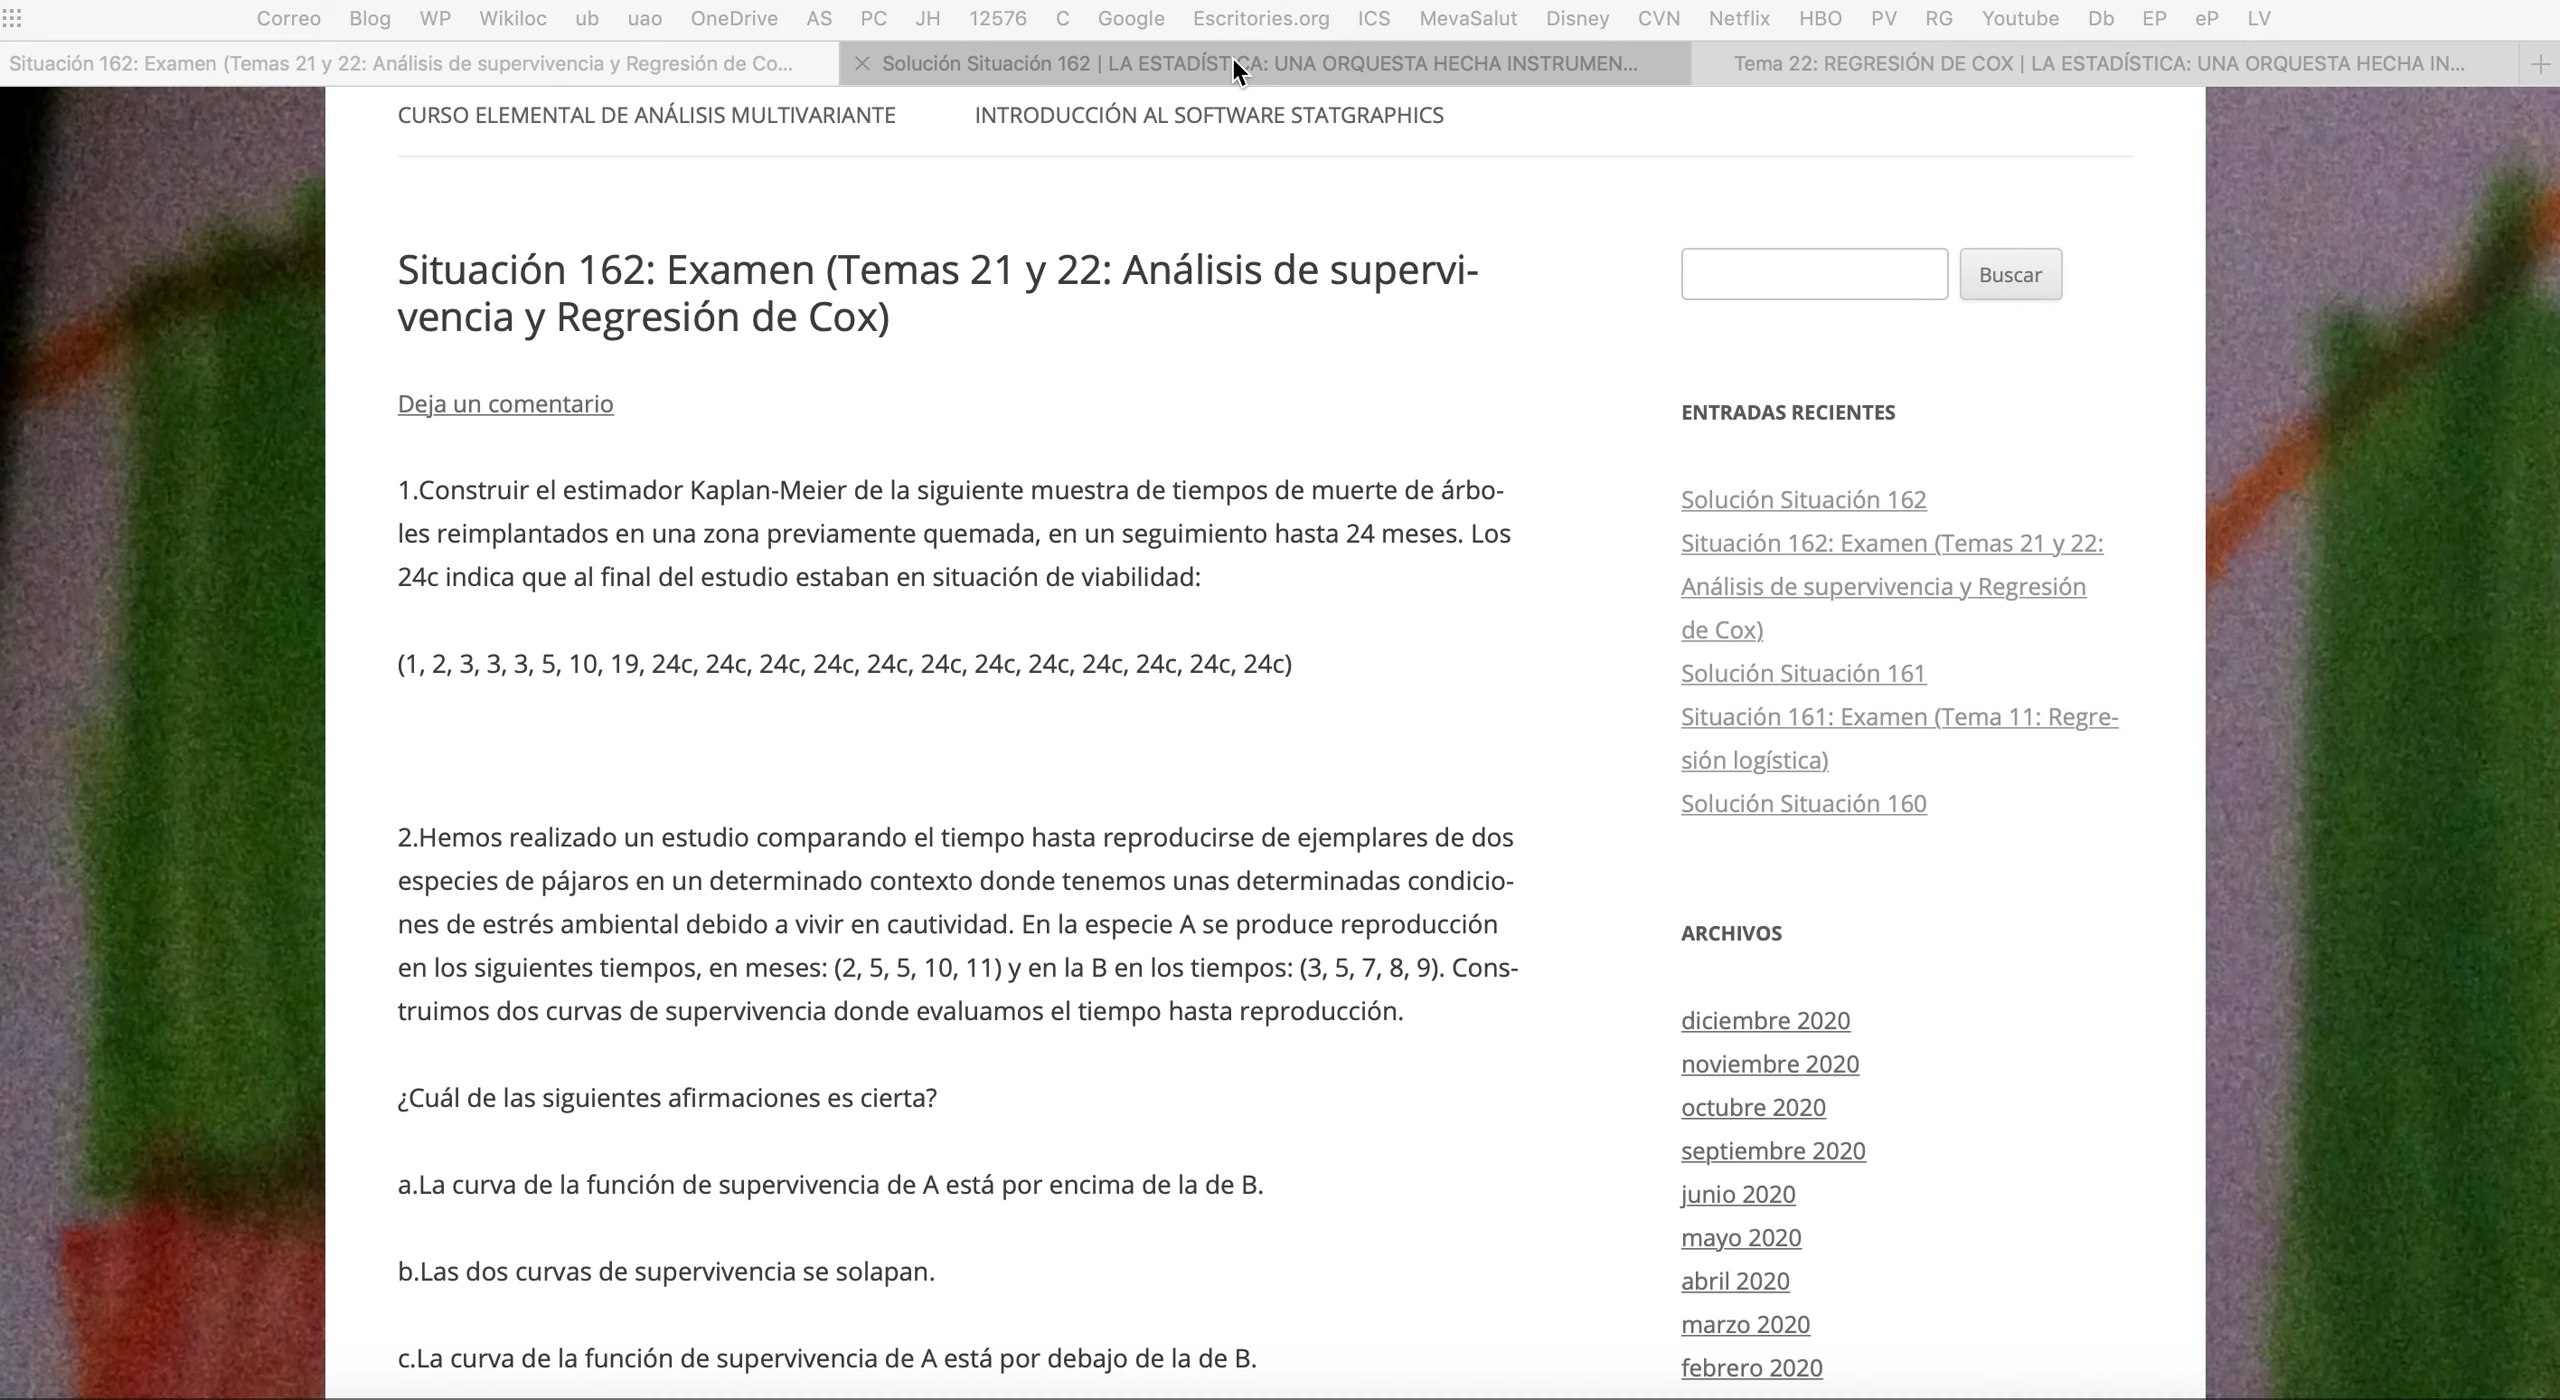 Correo Blog WP Wikiloc ub uao OneDrive AS PC JH 12576 C Google Escritories.org ICS MevaSalut Disney CVN Netflix HBO PV RG Youtube Db EP eP LV
Situación 162: Examen (Temas 21 y 22: Análisis de supervivencia y Regresión de Co...
Solución Situación 162 | LA ESTADÍSTICA: UNA ORQUESTA HECHA INSTRUMEN...
Tema 22: REGRESIÓN DE COX | LA ESTADÍSTICA: UNA ORQUESTA HECHA IN...
CURSO ELEMENTAL DE ANÁLISIS MULTIVARIANTE
INTRODUCCIÓN AL SOFTWARE STATGRAPHICS
Situación 162: Examen (Temas 21 y 22: Análisis de supervi-
vencia y Regresión de Cox)
Deja un comentario
1.Construir el estimador Kaplan-Meier de la siguiente muestra de tiempos de muerte de árbo-
les reimplantados en una zona previamente quemada, en un seguimiento hasta 24 meses. Los
24c indica que al final del estudio estaban en situación de viabilidad:
(1, 2, 3, 3, 3, 5, 10, 19, 24c, 24c, 24c, 24c, 24c, 24c, 24c, 24c, 24c, 24c, 24c, 24c)
2.Hemos realizado un estudio comparando el tiempo hasta reproducirse de ejemplares de dos
especies de pájaros en un determinado contexto donde tenemos unas determinadas condicio-
nes de estrés ambiental debido a vivir en cautividad. En la especie A se produce reproducción
en los siguientes tiempos, en meses: (2, 5, 5, 10, 11) y en la B en los tiempos: (3, 5, 7, 8, 9). Cons-
truimos dos curvas de supervivencia donde evaluamos el tiempo hasta reproducción.
¿Cuál de las siguientes afirmaciones es cierta?
a.La curva de la función de supervivencia de A está por encima de la de B.
b.Las dos curvas de supervivencia se solapan.
c.La curva de la función de supervivencia de A está por debajo de la de B.
Buscar
ENTRADAS RECIENTES
Solución Situación 162
Situación 162: Examen (Temas 21 y 22:
Análisis de supervivencia y Regresión
de Cox)
Solución Situación 161
Situación 161: Examen (Tema 11: Regre-
sión logística)
Solución Situación 160
ARCHIVOS
diciembre 2020
noviembre 2020
octubre 2020
septiembre 2020
junio 2020
mayo 2020
abril 2020
marzo 2020
febrero 2020